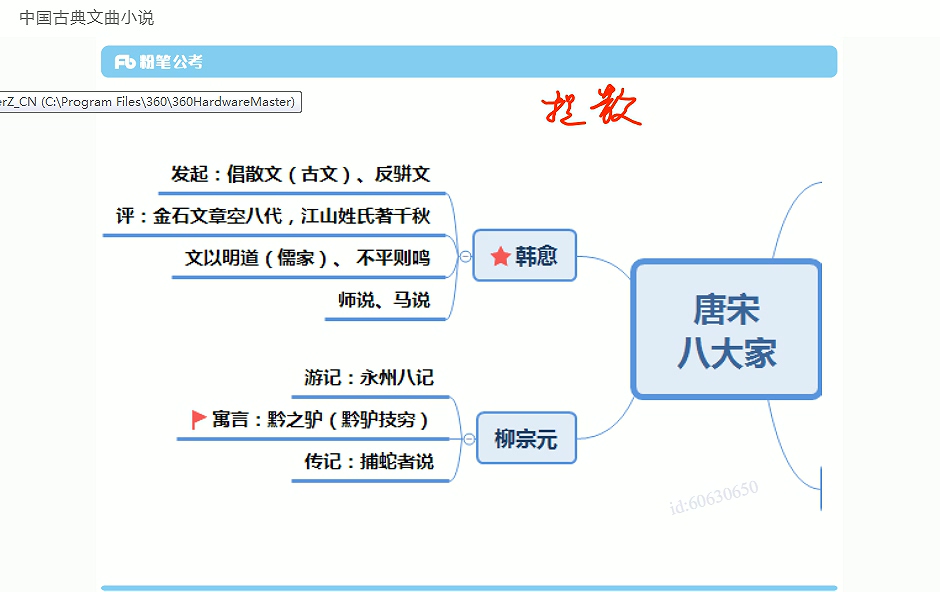 中国古典文曲小说
Fb 粉笔公考
erZ_CN (C:\Program Files\360\360HardwareMaster)
散
发起：倡散文（古文）、反骈文
评：金石文章空八代，江山姓氏著千秋
文以明道（儒家）、 不平则鸣
师说、马说
韩愈
唐宋
八大家
游记：永州八记
寓言：黔之驴（黔驴技穷）
传记：捕蛇者说
柳宗元
id:60630650